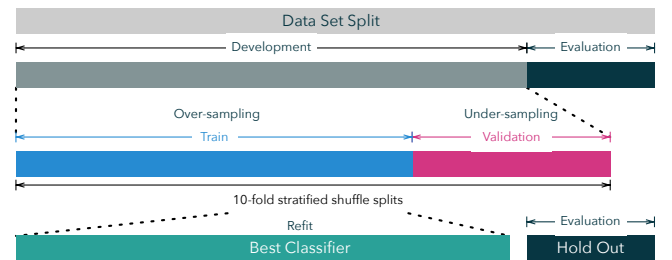 Data Set Split
Development
Evaluation
Over-sampling
Under-sampling
Train
Validation
10-fold stratified shuffle splits
Refit
Evaluation
Best Classifier
Hold Out